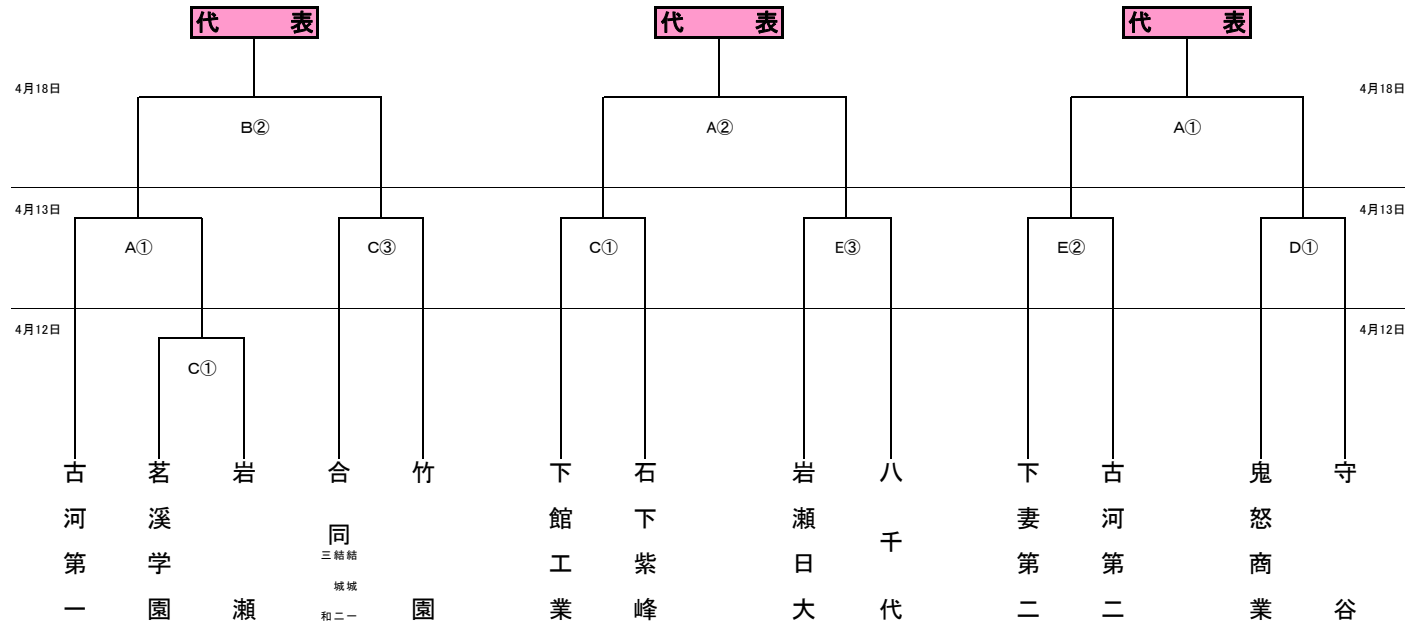 代 表
代 表
代 表
4月18日
4月18日
B②
A②
A①
4月13日
4月13日
A①
C③
C①
E③
E②
D①
4月12日
4月12日
C①
古河第一
茗溪学園
岩瀬
合同
結城一
結城二
三和
竹園
下館工業
石下紫峰
岩瀬日大
八千代
下妻第二
古河第二
鬼怒商業
守谷